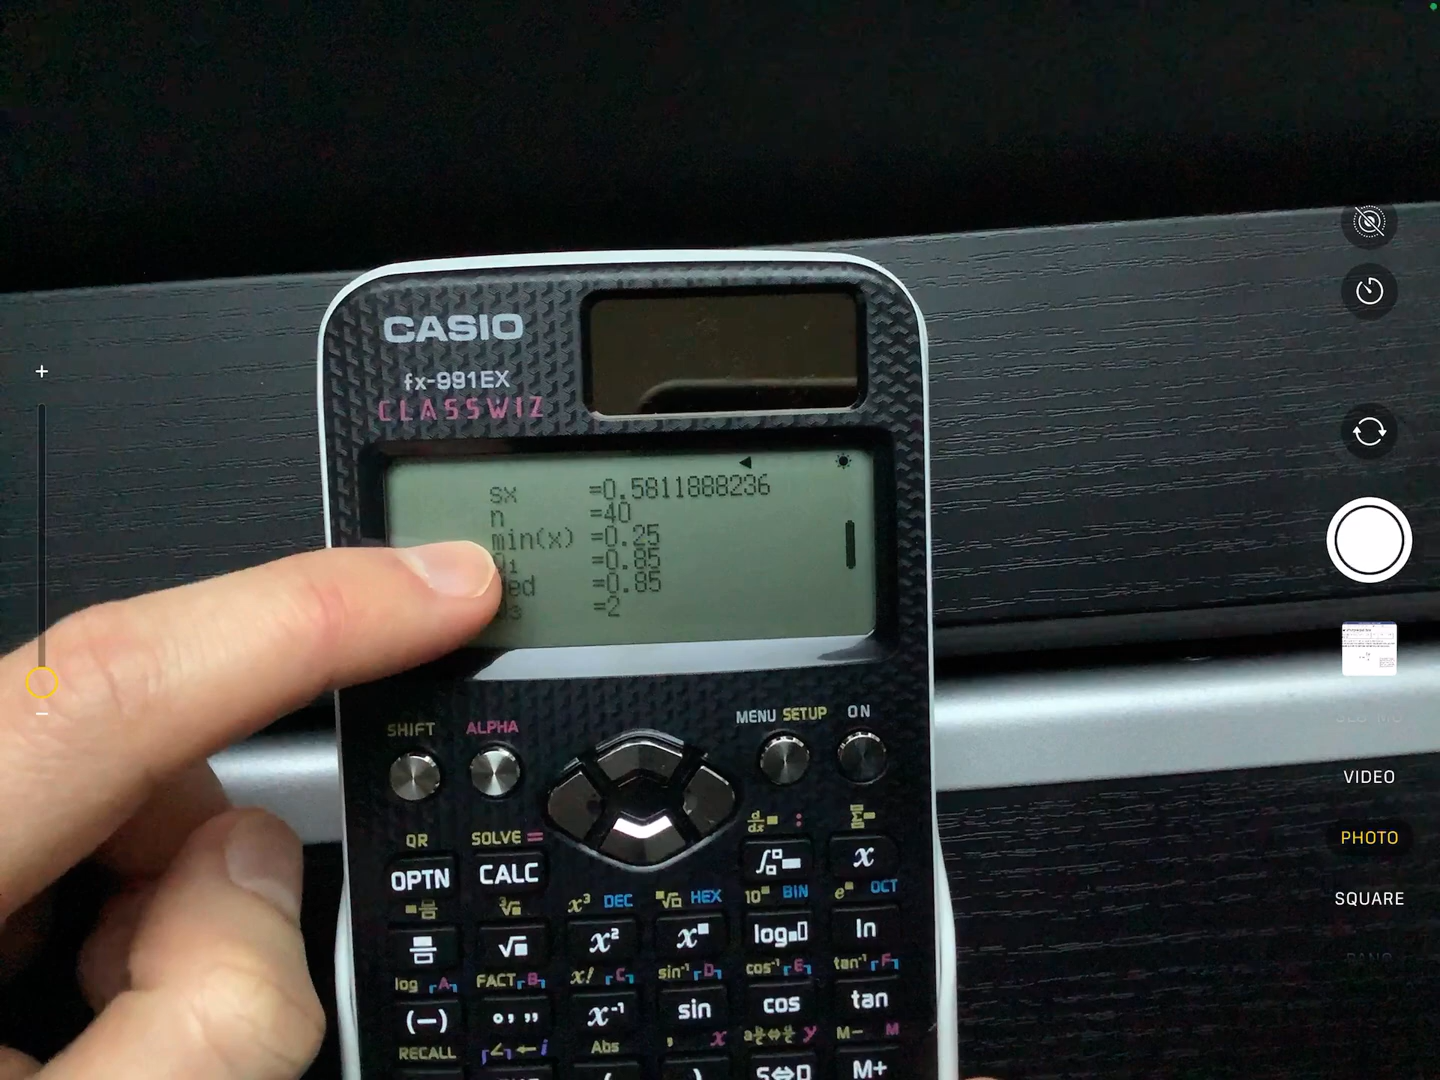 CASIO
fx-991EX
CLASSWIZ
sx =0.5811888236
n =40
min(x) =0.25
=0.85
=0.85
=2
SHIFT ALPHA MENU SETUP ON
QR SOLVE =
OPTN CALC x
x³ DEC HEX 10 BIN e OCT
x² log ln
log A FACT B x! C sin⁻¹ D cos⁻¹ E tan⁻¹ F
(−) x⁻¹ sin cos tan
RECALL i Abs , x y M− M
( ) S⇔D M+
+
−
VIDEO
PHOTO
SQUARE